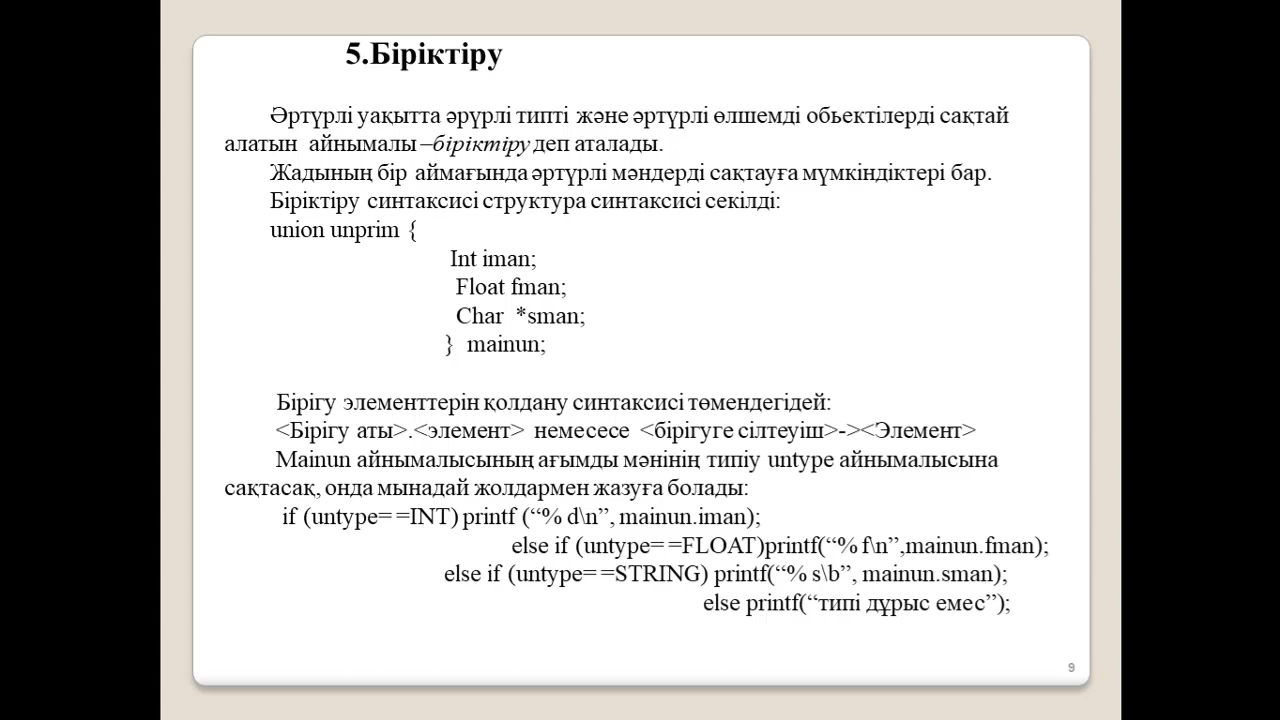 5.Біріктіру
Әртүрлі уақытта әрүрлі типті және әртүрлі өлшемді обьектілерді сақтай
алатын айнымалы –біріктіру деп аталады.
Жадының бір аймағында әртүрлі мәндерді сақтауға мүмкіндіктері бар.
Біріктіру синтаксисі структура синтаксисі секілді:
union unprim {
Int iman;
Float fman;
Char *sman;
} mainun;
Бірігу элементтерін қолдану синтаксисі төмендегідей:
<Бірігу аты>.<элемент> немесесе <бірігуге сілтеуіш>-><Элемент>
Mainun айнымалысының ағымды мәнінің типіу untype айнымалысына
сақтасақ, онда мынадай жолдармен жазуға болады:
if (untype= =INT) printf (“% d\n”, mainun.iman);
else if (untype= =FLOAT)printf(“% f\n”,mainun.fman);
else if (untype= =STRING) printf(“% s\b”, mainun.sman);
else printf(“типі дұрыс емес”);
9